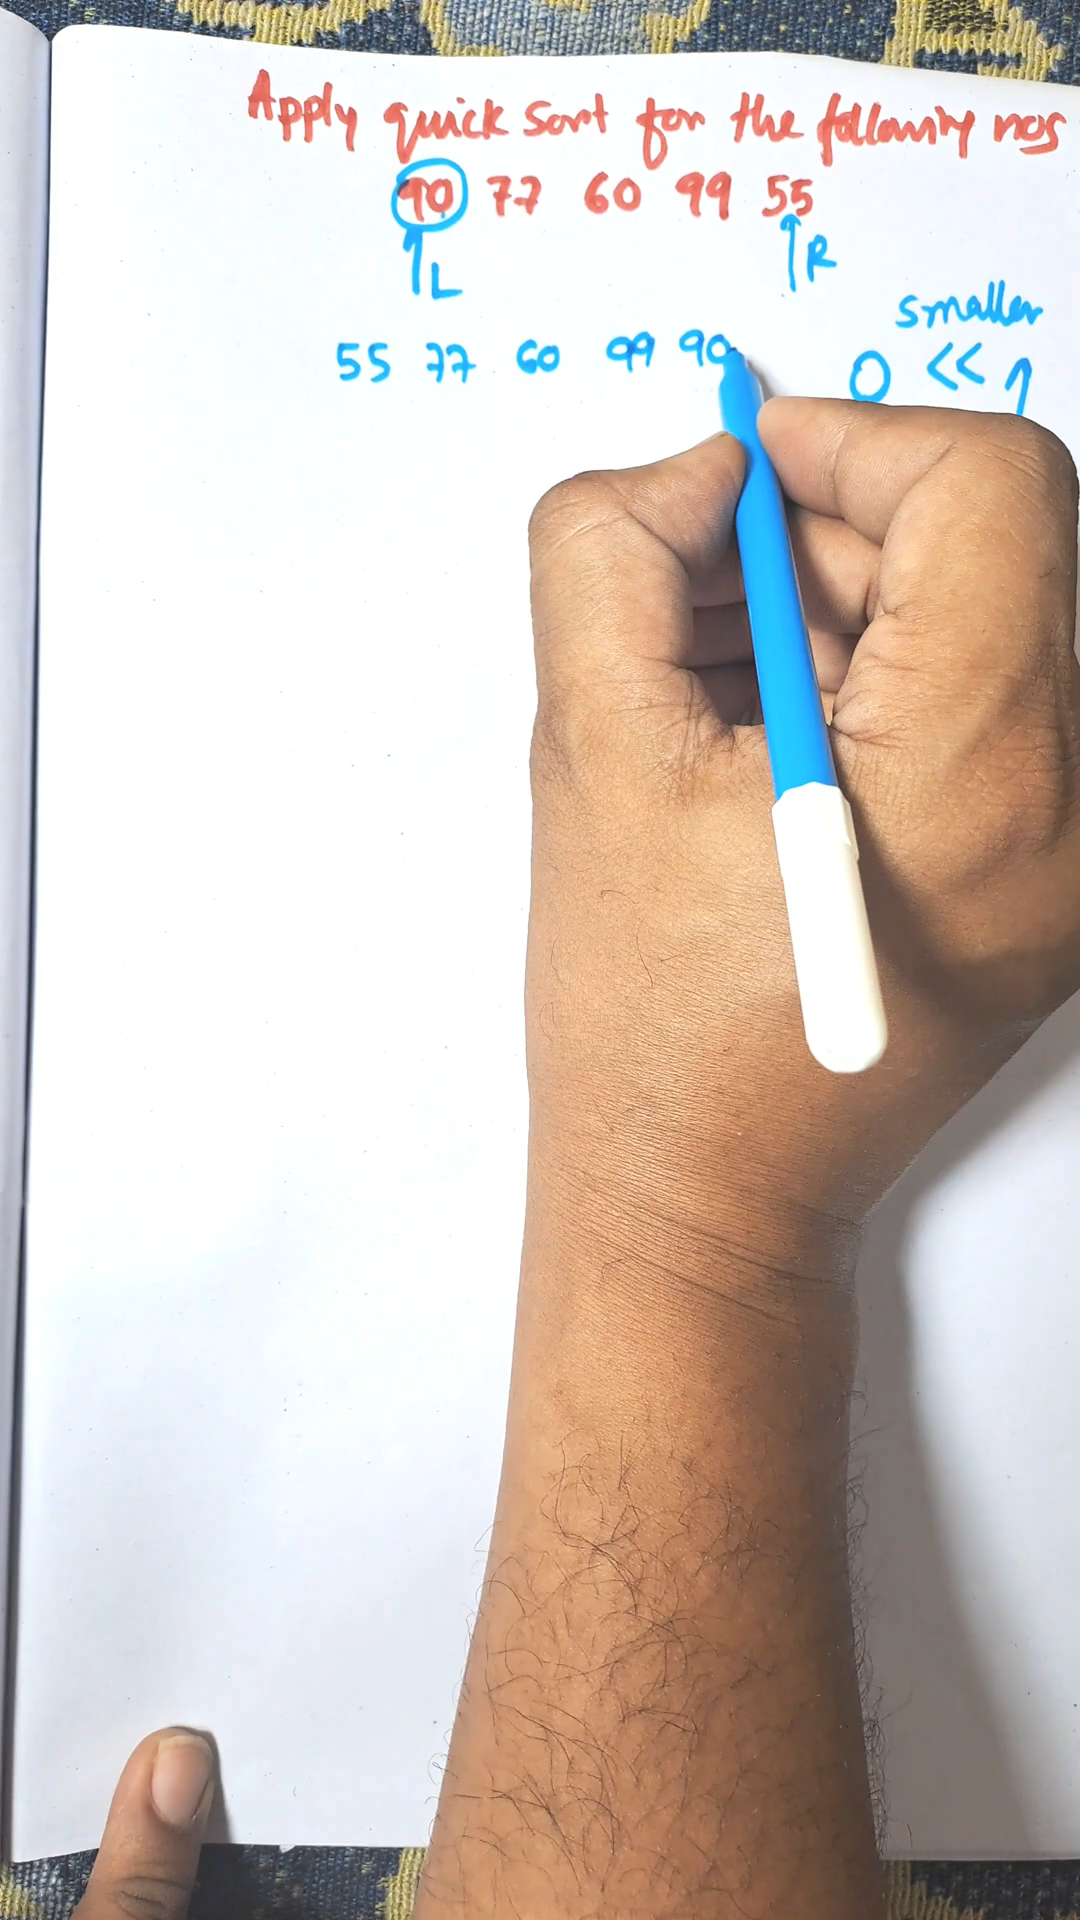 Apply quick sort for the following nos
90 77 60 99 55
L R
smaller
55 77 60 99 90
0 <<